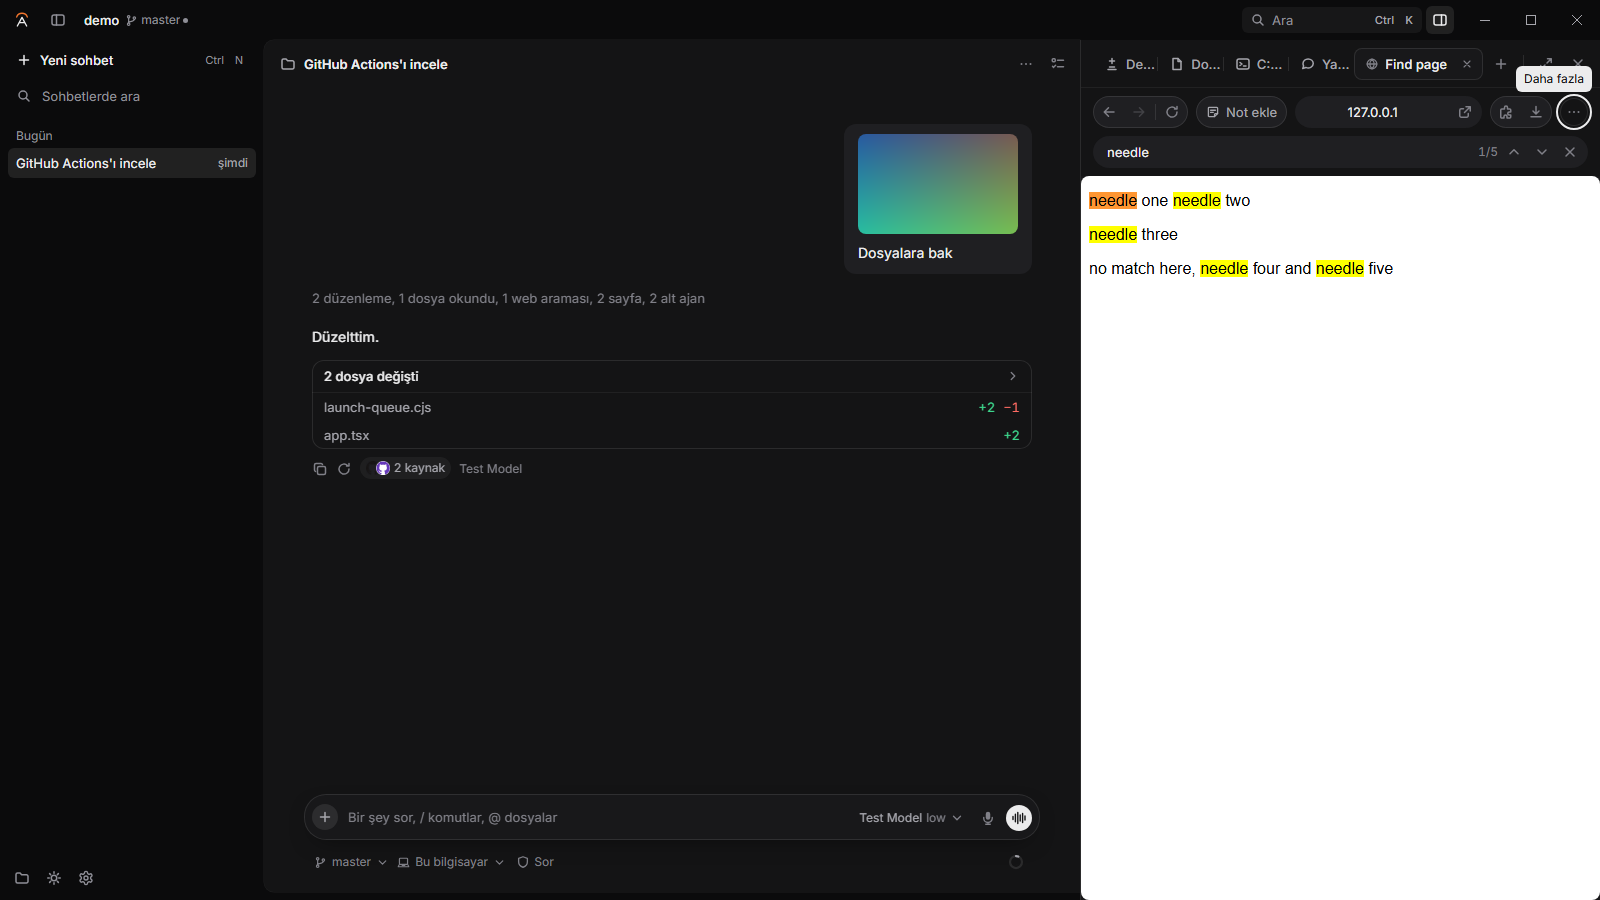 demo master
Ara Ctrl K
Yeni sohbet Ctrl N
Sohbetlerde ara
Bugün
GitHub Actions'ı incele şimdi
GitHub Actions'ı incele
Dosyalara bak
2 düzenleme, 1 dosya okundu, 1 web araması, 2 sayfa, 2 alt ajan
Düzelttim.
2 dosya değişti
launch-queue.cjs +2 −1
app.tsx +2
2 kaynak Test Model
Bir şey sor, / komutlar, @ dosyalar
Test Model low
master Bu bilgisayar Sor
De... Do... C:... Ya... Find page
Daha fazla
Not ekle 127.0.0.1
needle 1/5
needle one needle two
needle three
no match here, needle four and needle five